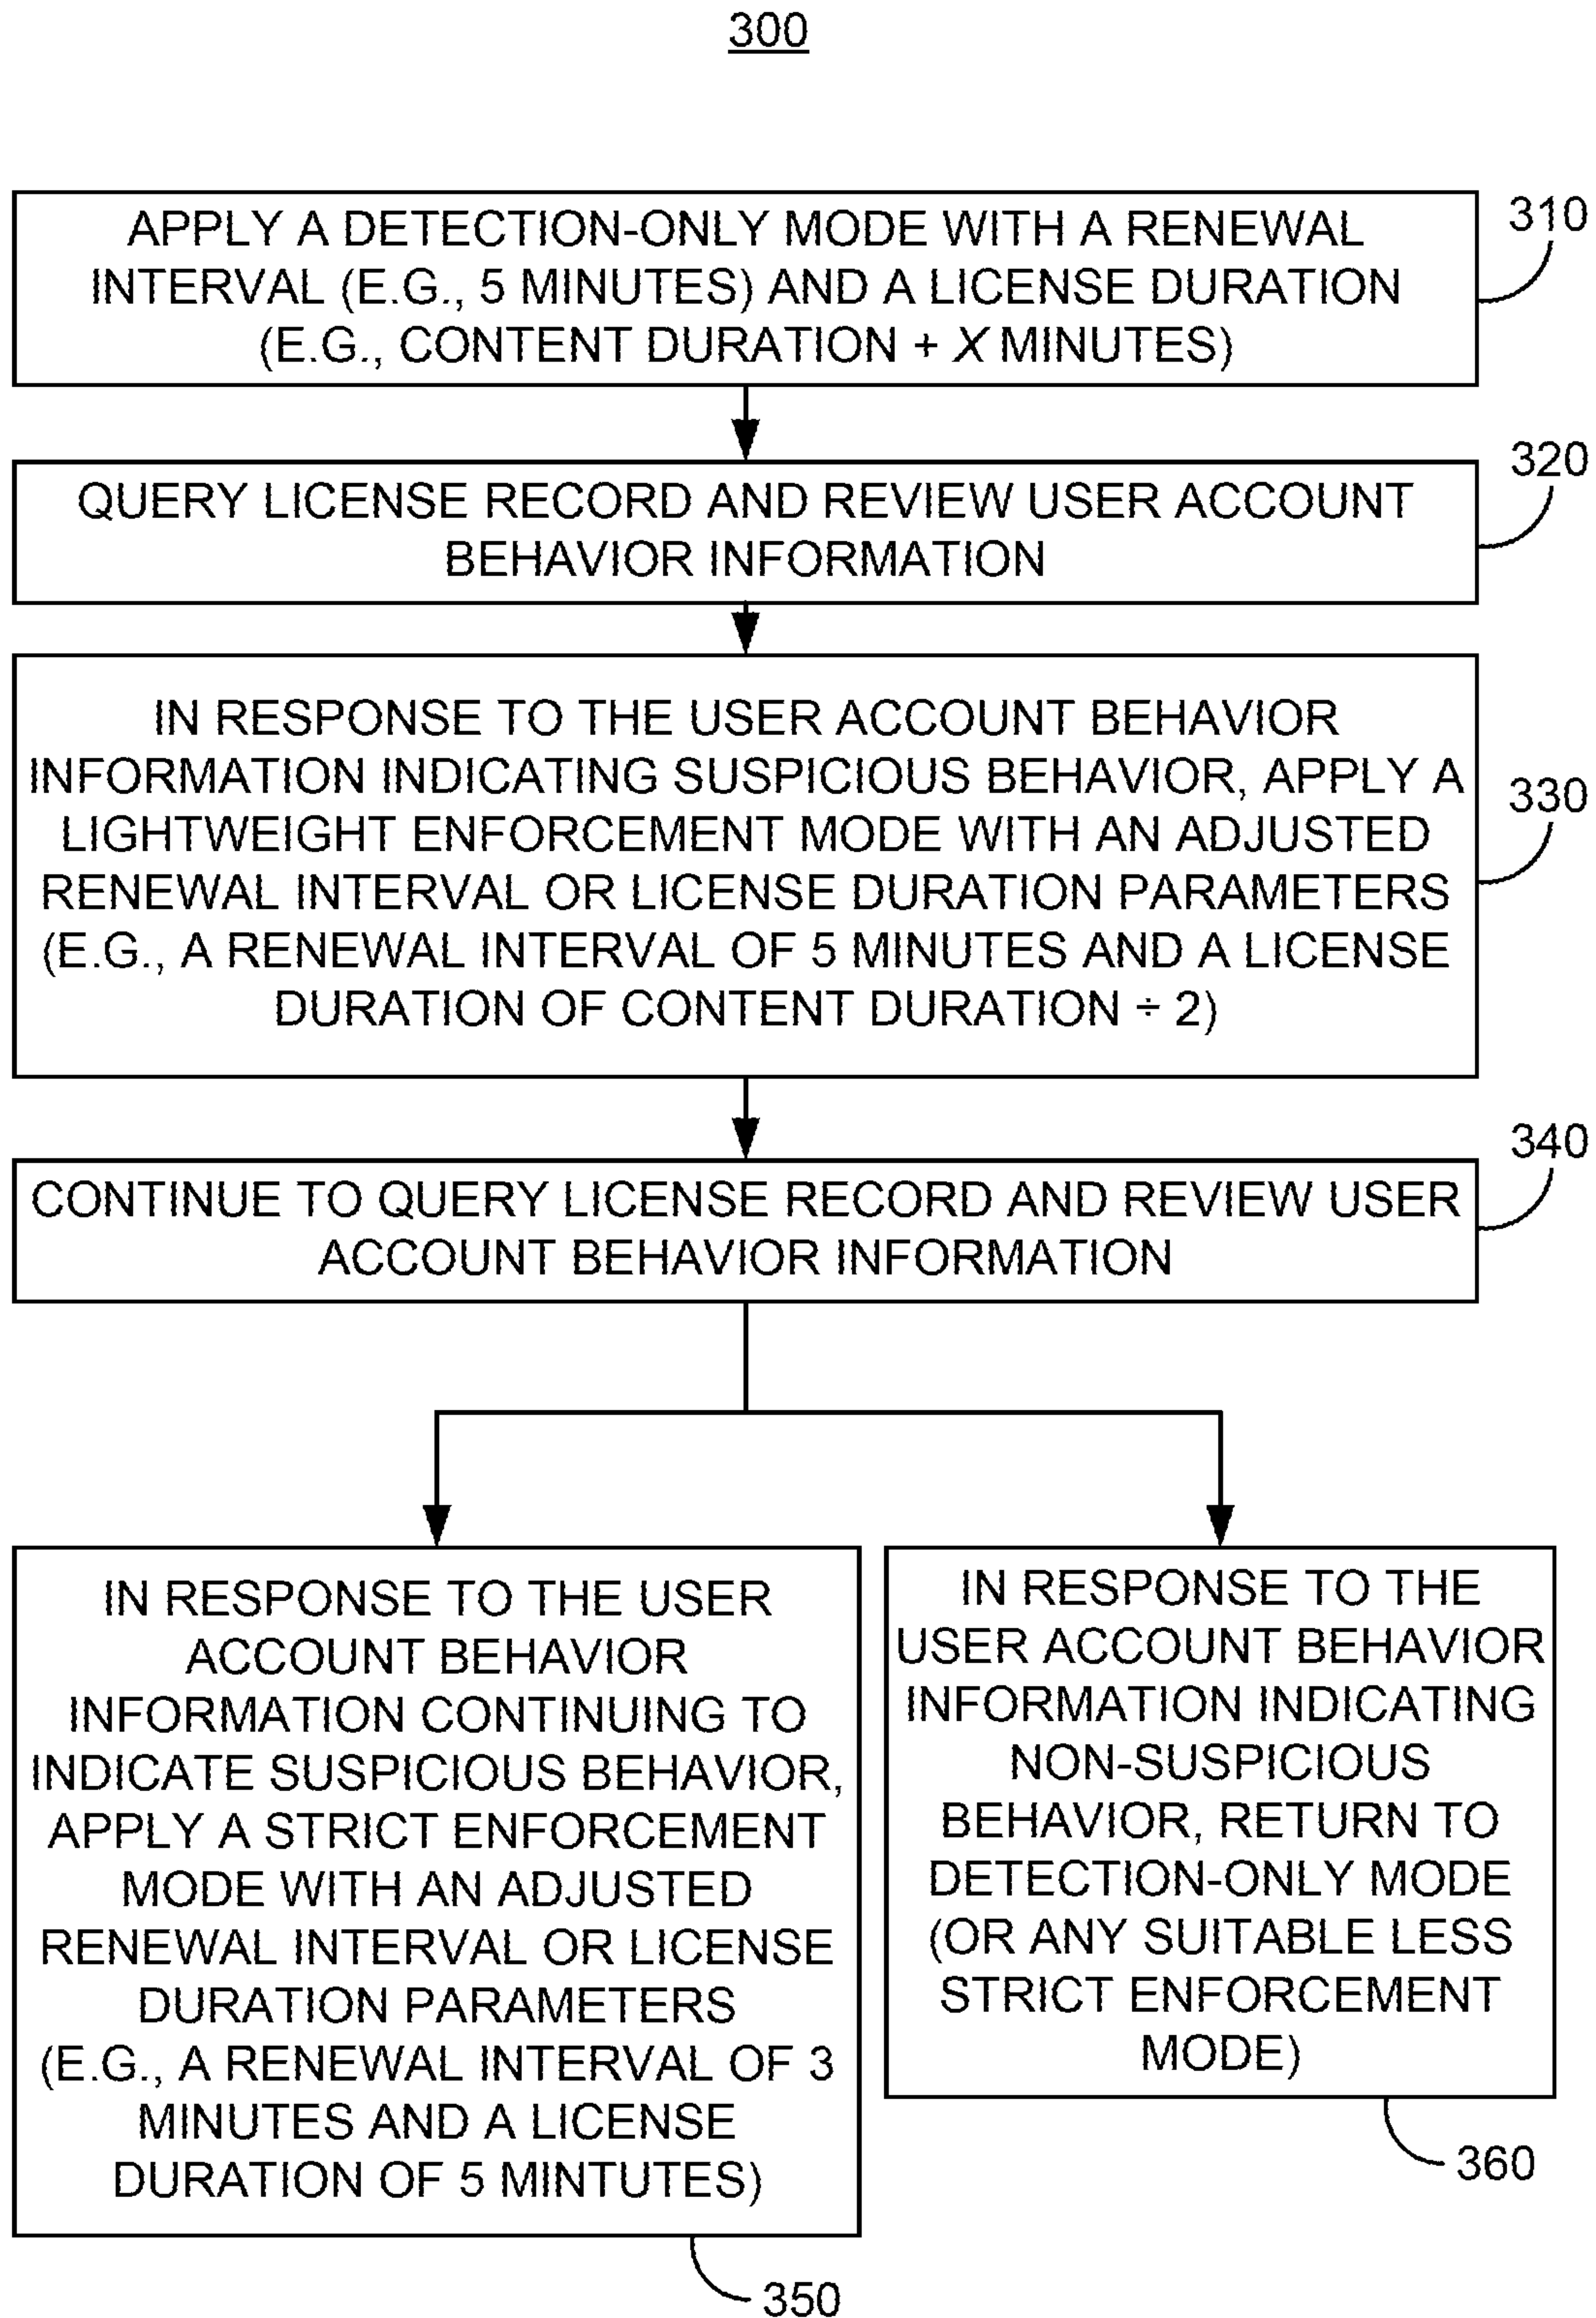 300
APPLY A DETECTION-ONLY MODE WITH A RENEWAL
INTERVAL (E.G., 5 MINUTES) AND A LICENSE DURATION
(E.G., CONTENT DURATION + X MINUTES)
310
QUERY LICENSE RECORD AND REVIEW USER ACCOUNT
BEHAVIOR INFORMATION
320
IN RESPONSE TO THE USER ACCOUNT BEHAVIOR
INFORMATION INDICATING SUSPICIOUS BEHAVIOR, APPLY A
LIGHTWEIGHT ENFORCEMENT MODE WITH AN ADJUSTED
RENEWAL INTERVAL OR LICENSE DURATION PARAMETERS
(E.G., A RENEWAL INTERVAL OF 5 MINUTES AND A LICENSE
DURATION OF CONTENT DURATION ÷ 2)
330
CONTINUE TO QUERY LICENSE RECORD AND REVIEW USER
ACCOUNT BEHAVIOR INFORMATION
340
IN RESPONSE TO THE USER
ACCOUNT BEHAVIOR
INFORMATION CONTINUING TO
INDICATE SUSPICIOUS BEHAVIOR,
APPLY A STRICT ENFORCEMENT
MODE WITH AN ADJUSTED
RENEWAL INTERVAL OR LICENSE
DURATION PARAMETERS
(E.G., A RENEWAL INTERVAL OF 3
MINUTES AND A LICENSE
DURATION OF 5 MINTUTES)
350
IN RESPONSE TO THE
USER ACCOUNT BEHAVIOR
INFORMATION INDICATING
NON-SUSPICIOUS
BEHAVIOR, RETURN TO
DETECTION-ONLY MODE
(OR ANY SUITABLE LESS
STRICT ENFORCEMENT
MODE)
360